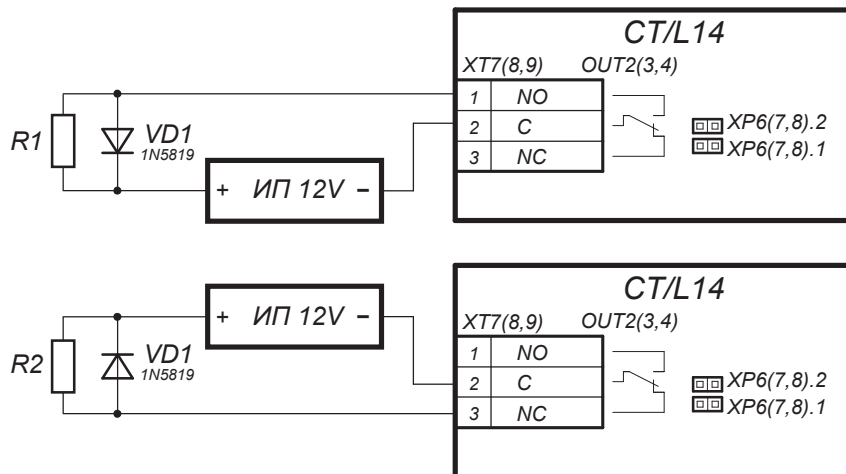 CT/L14
XT7(8,9) OUT2(3,4)
1 NO
2 C
3 NC
XP6(7,8).2
XP6(7,8).1
R1
VD1
1N5819
+ ИП 12V −
CT/L14
XT7(8,9) OUT2(3,4)
1 NO
2 C
3 NC
XP6(7,8).2
XP6(7,8).1
+ ИП 12V −
R2
VD1
1N5819